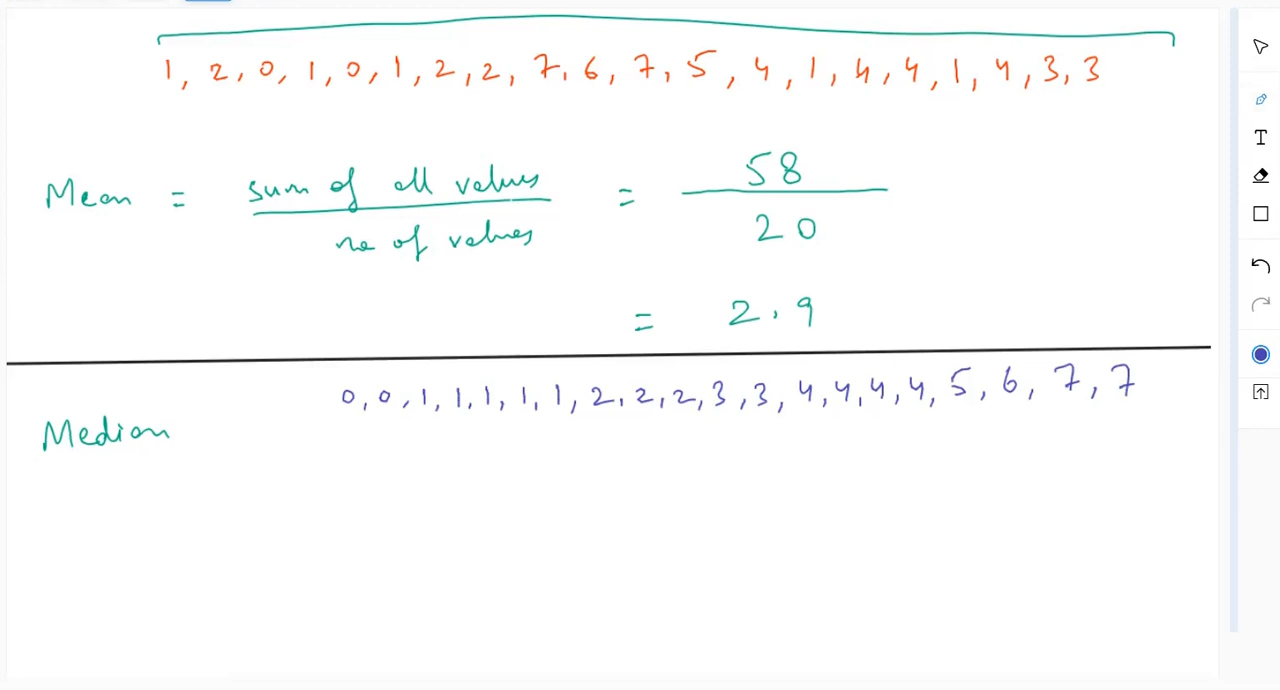 1, 2, 0, 1, 0, 1, 2, 2, 7, 6, 7, 5, 4, 1, 4, 4, 1, 4, 3, 3
Mean = sum of all values / no of values = 58 / 20
= 2.9
0, 0, 1, 1, 1, 1, 1, 2, 2, 2, 3, 3, 4, 4, 4, 4, 5, 6, 7, 7
Median
T